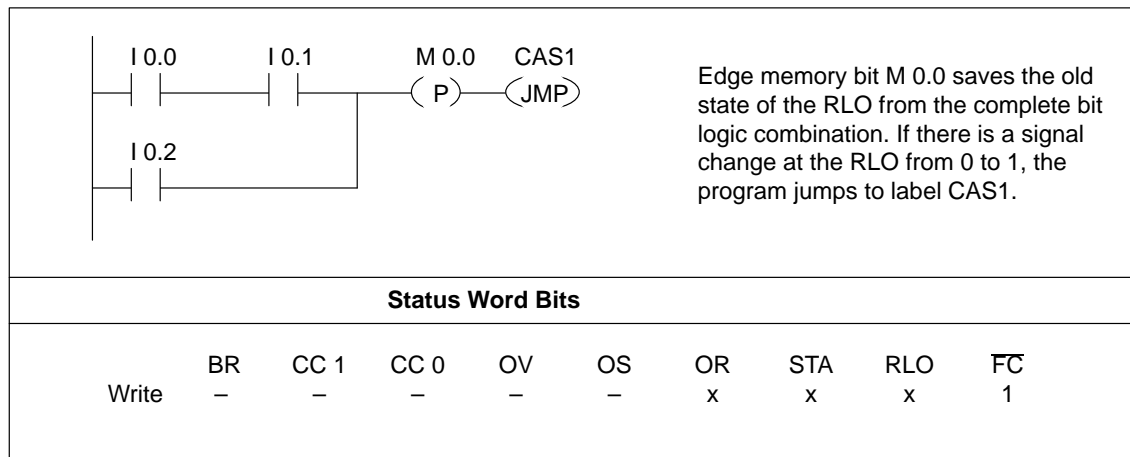 I 0.0 I 0.1 M 0.0 CAS1
P JMP
I 0.2
Edge memory bit M 0.0 saves the old
state of the RLO from the complete bit
logic combination. If there is a signal
change at the RLO from 0 to 1, the
program jumps to label CAS1.
Status Word Bits
BR CC 1 CC 0 OV OS OR STA RLO F̅C̅
Write – – – – – x x x 1